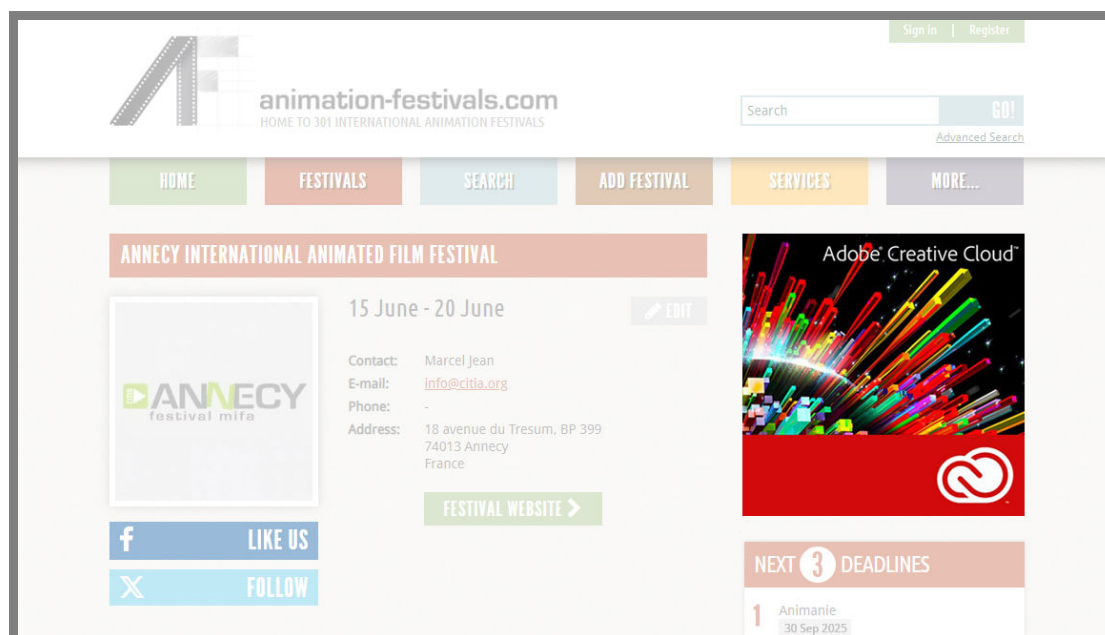 Sign in | Register
animation-festivals.com
HOME TO 301 INTERNATIONAL ANIMATION FESTIVALS
Search GO!
Advanced Search
HOME FESTIVALS SEARCH ADD FESTIVAL SERVICES MORE...
ANNECY INTERNATIONAL ANIMATED FILM FESTIVAL
ANNECY
festival mifa
15 June - 20 June
EDIT
Contact: Marcel Jean
E-mail: info@citia.org
Phone: -
Address: 18 avenue du Tresum, BP 399
74013 Annecy
France
FESTIVAL WEBSITE
LIKE US
FOLLOW
Adobe® Creative Cloud™
NEXT 3 DEADLINES
1 Animanie
30 Sep 2025